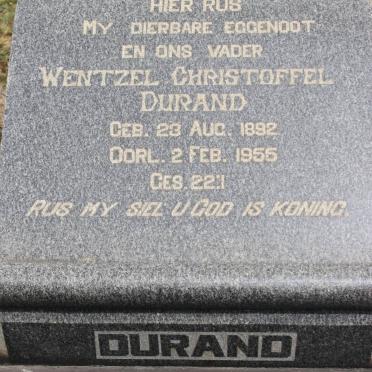 HIER RUS
MY DIERBARE EGGENOOT
EN ONS VADER
WENTZEL CHRISTOFFEL
DURAND
GEB. 23 AUG. 1892
OORL. 2 FEB. 1955
GES. 22:1
RUS MY SIEL U GOD IS KONING.
DURAND